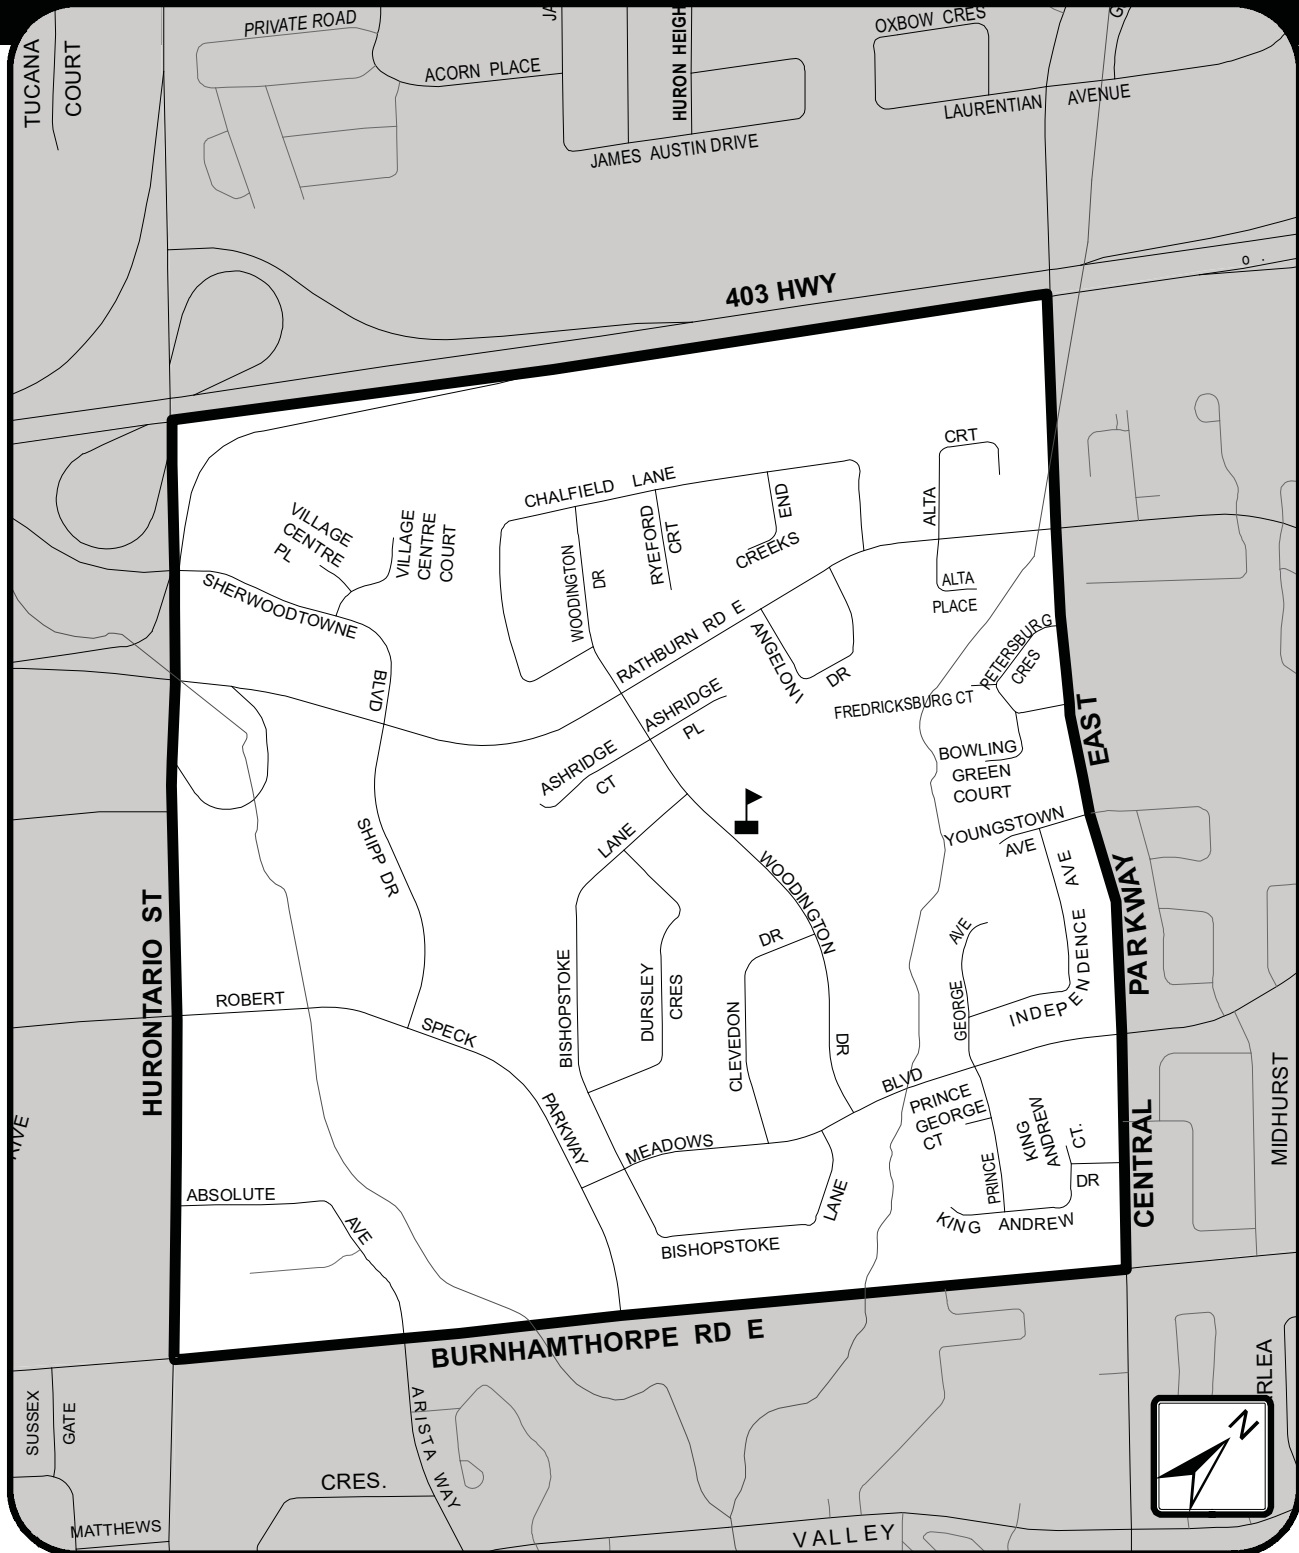 TUCANA
COURT
PRIVATE ROAD
ACORN PLACE
JA
HURON HEIGH
JAMES AUSTIN DRIVE
OXBOW CRES
G
LAURENTIAN AVENUE
403 HWY
CRT
ALTA
ALTA
PLACE
CHALFIELD LANE
VILLAGE
CENTRE
PL
VILLAGE
CENTRE
COURT
WOODINGTON
DR
RYEFORD
CRT
END
CREEKS
SHERWOODTOWNE
BLVD
RATHBURN RD E
ANGELONI
DR
ASHRIDGE
PL
ASHRIDGE
CT
PETERSBURG
CRES
FREDRICKSBURG CT
BOWLING
GREEN
COURT
EAST
YOUNGSTOWN
AVE
SHIPP DR
LANE
WOODINGTON
DR
AVE
INDEPENDENCE AVE
PARKWAY
HURONTARIO ST
BISHOPSTOKE
DURSLEY
CRES
DR
CLEVEDON
GEORGE
ROBERT
SPECK
PARKWAY
BLVD
PRINCE
GEORGE
CT
KING
ANDREW
CT.
CENTRAL
MIDHURST
MEADOWS
PRINCE
DR
ABSOLUTE
AVE
LANE
KING ANDREW
BISHOPSTOKE
BURNHAMTHORPE RD E
SUSSEX
GATE
ARISTA WAY
CRES.
MATTHEWS
VALLEY
RLEA
N